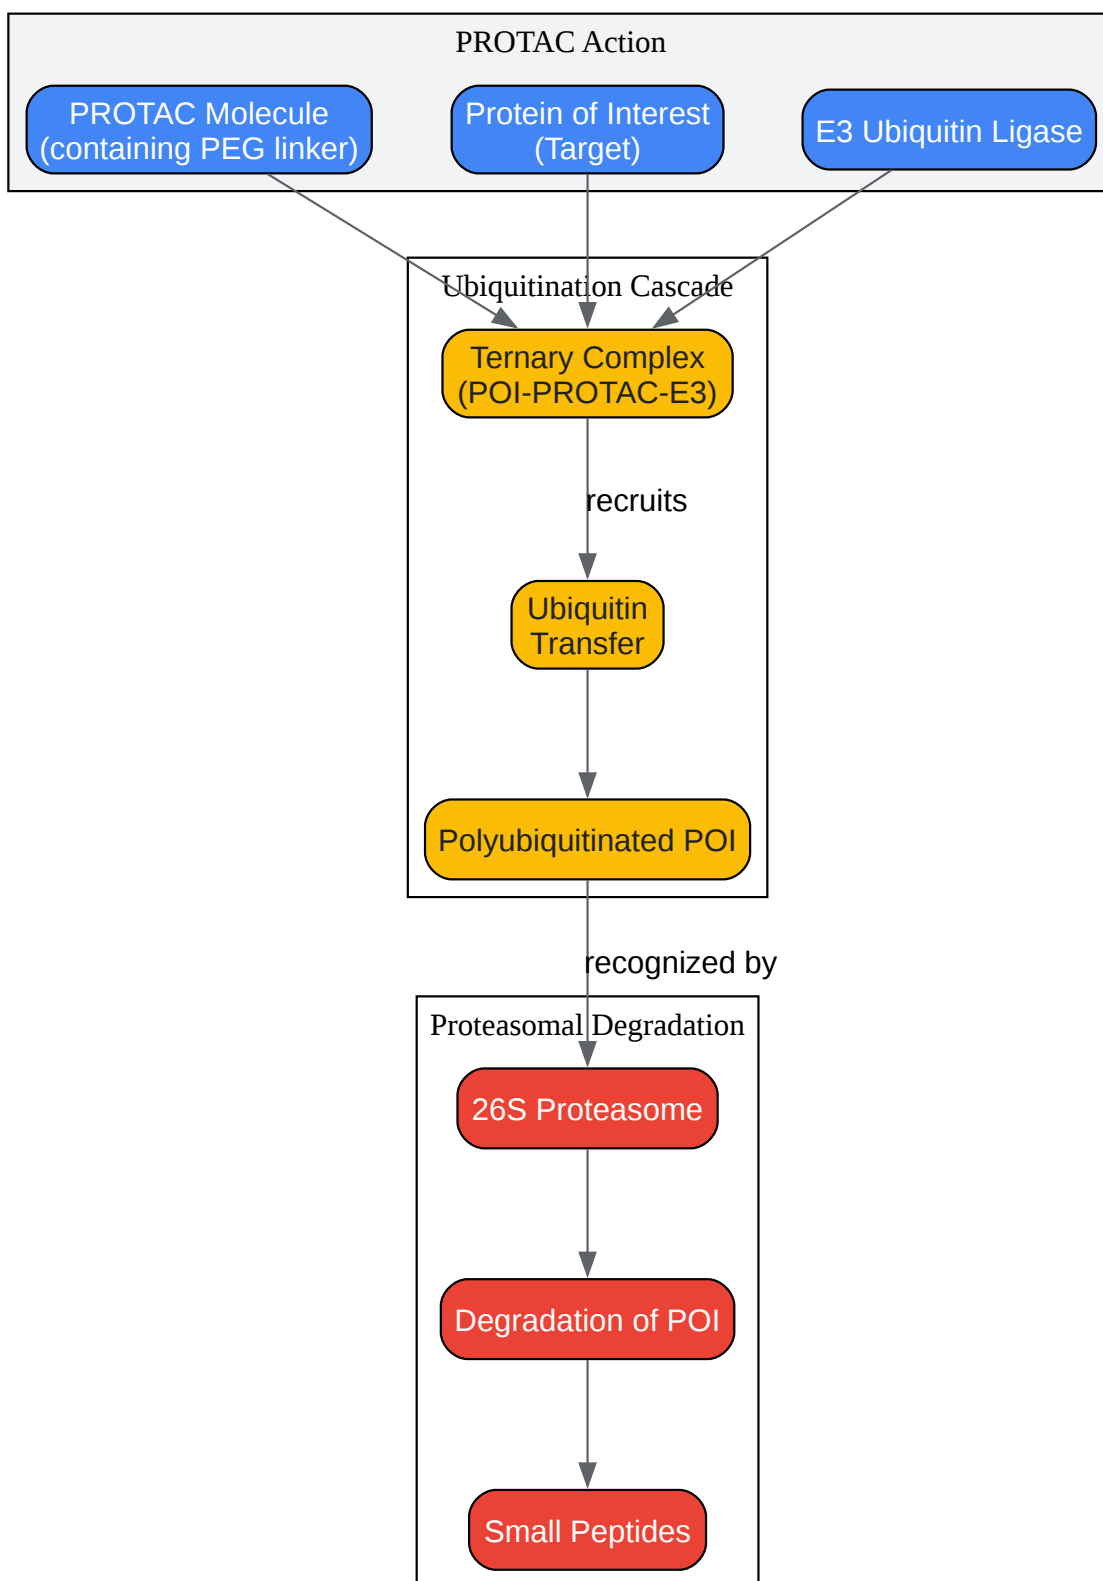 PROTAC Action
PROTAC Molecule
(containing PEG linker)
Protein of Interest
(Target)
E3 Ubiquitin Ligase
Ubiquitination Cascade
Ternary Complex
(POI-PROTAC-E3)
recruits
Ubiquitin
Transfer
Polyubiquitinated POI
recognized by
Proteasomal Degradation
26S Proteasome
Degradation of POI
Small Peptides